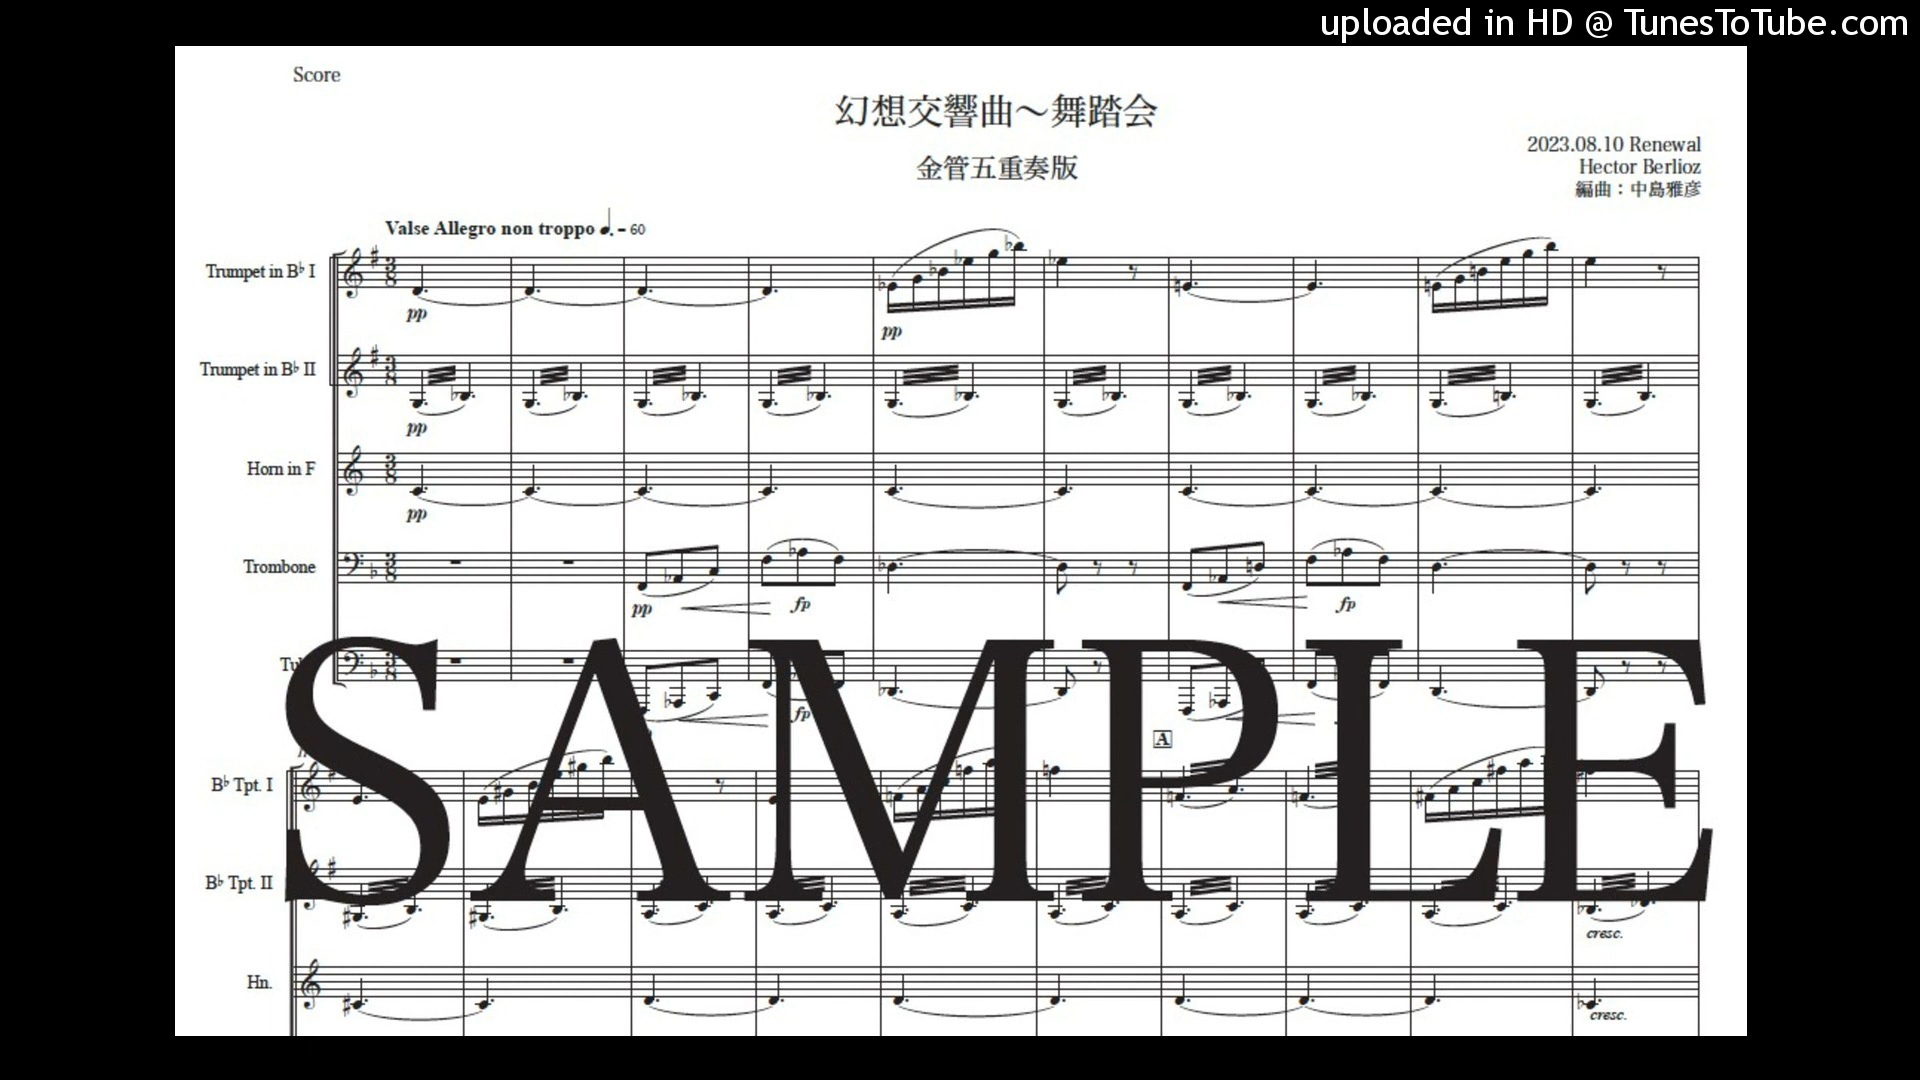 uploaded in HD @ TunesToTube.com
Score
幻想交響曲～舞踏会
金管五重奏版
2023.08.10 Renewal
Hector Berlioz
編曲：中島雅彦
Valse Allegro non troppo ♩. = 60
Trumpet in B♭ I
pp
pp
Trumpet in B♭ II
pp
Horn in F
pp
Trombone
pp
fp
fp
fp
A
SAMPLE
B♭ Tpt. I
B♭ Tpt. II
cresc.
Hn.
cresc.